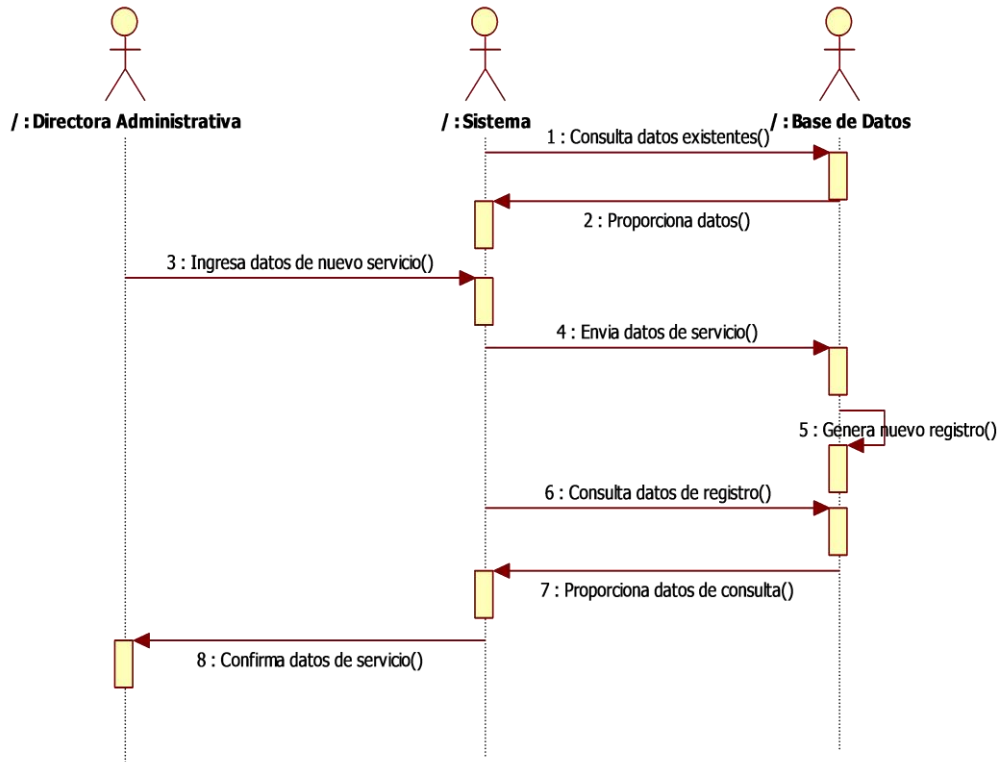 / : Directora Administrativa
/ : Sistema
/ : Base de Datos
1 : Consulta datos existentes()
2 : Proporciona datos()
3 : Ingresa datos de nuevo servicio()
4 : Envia datos de servicio()
5 : Genera nuevo registro()
6 : Consulta datos de registro()
7 : Proporciona datos de consulta()
8 : Confirma datos de servicio()